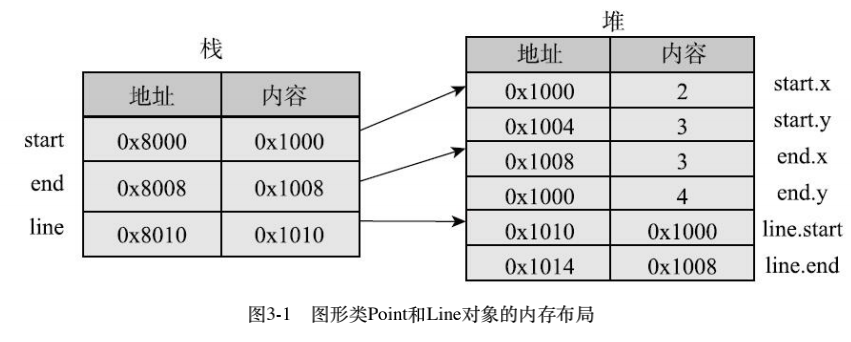 栈
地址 内容
start 0x8000 0x1000
end 0x8008 0x1008
line 0x8010 0x1010
堆
地址 内容
0x1000 2 start.x
0x1004 3 start.y
0x1008 3 end.x
0x1000 4 end.y
0x1010 0x1000 line.start
0x1014 0x1008 line.end
图3-1 图形类Point和Line对象的内存布局